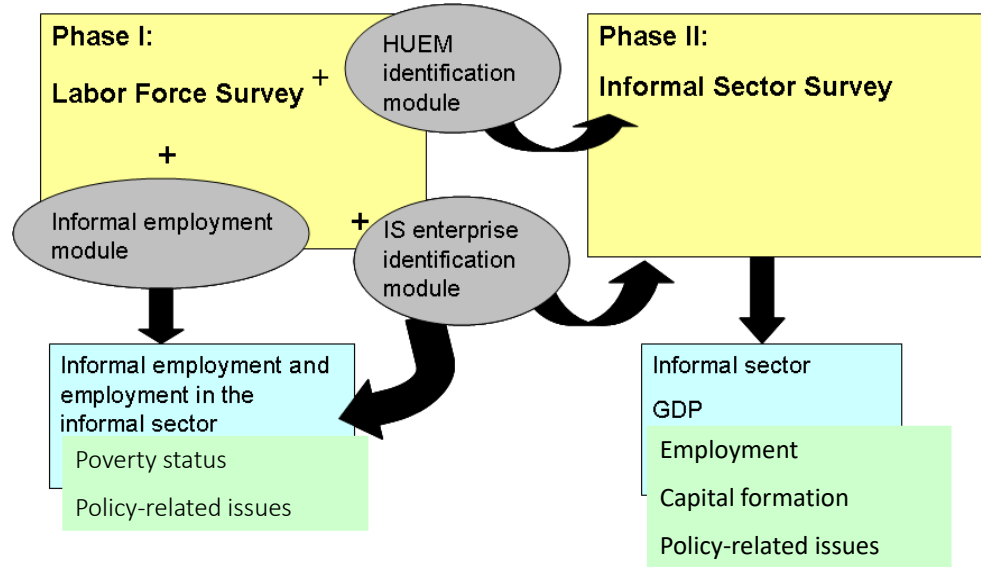 Phase I:
Labor Force Survey
+
HUEM
identification
module
+
Informal employment
module
+
IS enterprise
identification
module
Phase II:
Informal Sector Survey
Informal employment and
employment in the
informal sector
Poverty status
Policy-related issues
Informal sector
GDP
Employment
Capital formation
Policy-related issues